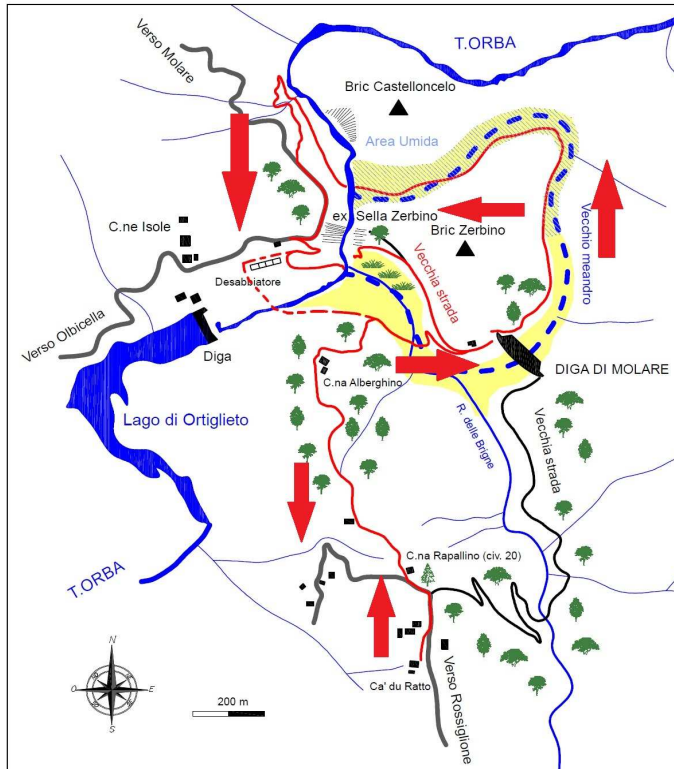 T.ORBA
Verso Molare
Bric Castelloncelo
Area Umida
C.ne Isole
ex. Sella Zerbino
Bric Zerbino
Vecchio meandro
Vecchia strada
Desabbiatore
Verso Olbicella
Diga
C.na Alberghino
DIGA DI MOLARE
Lago di Ortiglieto
R. delle Brigne
Vecchia strada
C.na Rapallino (civ. 20)
T.ORBA
N
O
E
S
200 m
Ca' du Ratto
Verso Rossiglione